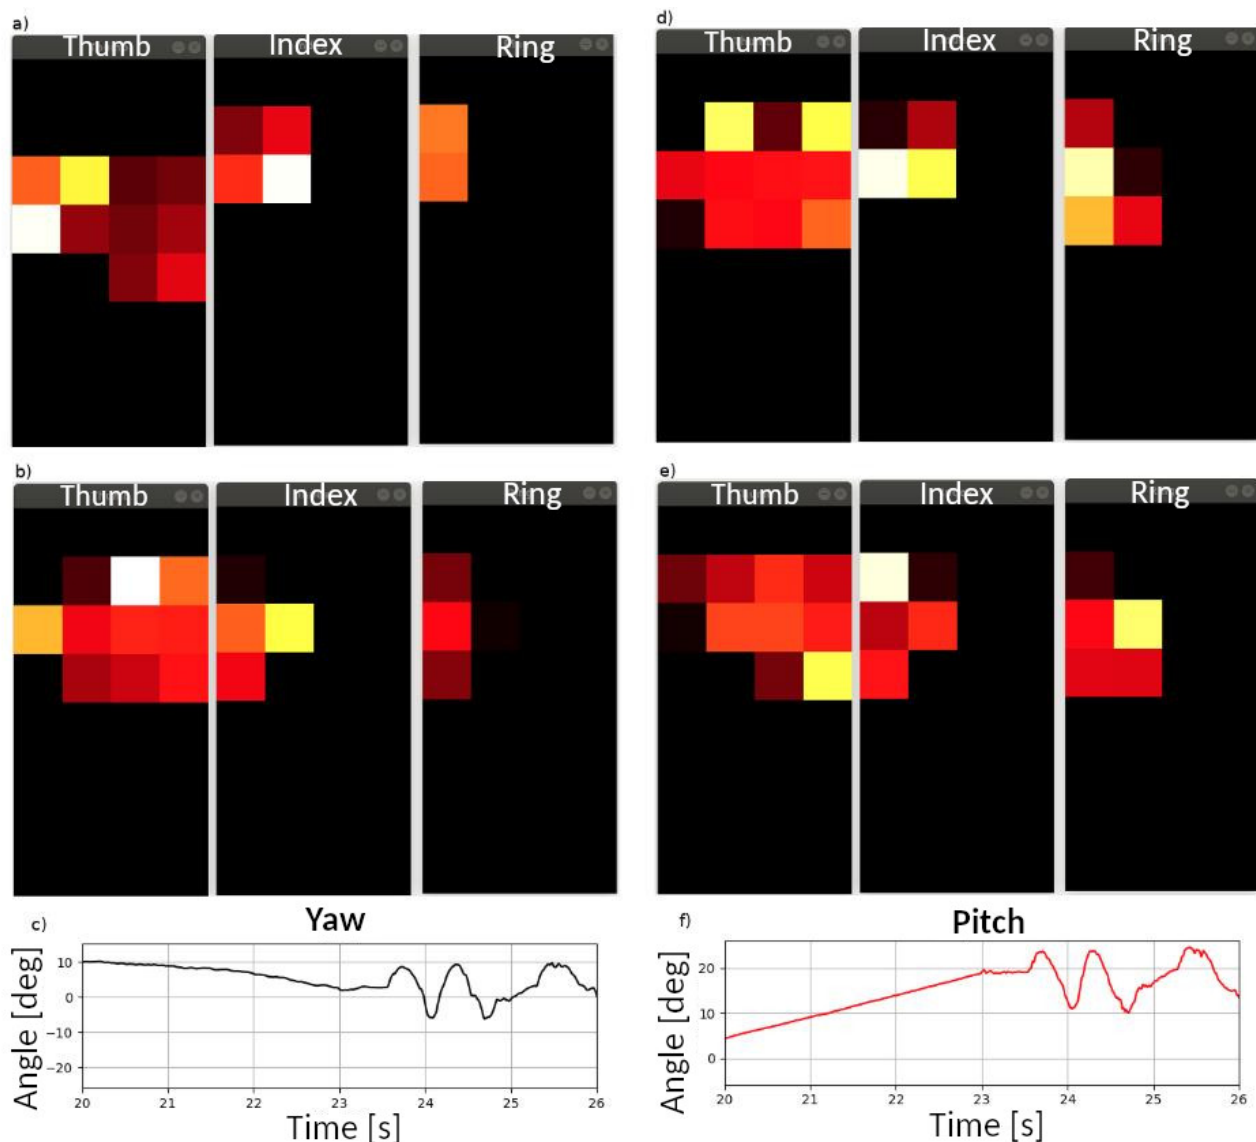 a)
Thumb
Index
Ring
d)
Thumb
Index
Ring
b)
Thumb
Index
Ring
e)
Thumb
Index
Ring
c)
Yaw
Angle [deg]
10
0
−10
−20
20
21
22
23
24
25
26
Time [s]
f)
Pitch
Angle [deg]
20
10
0
20
21
22
23
24
25
26
Time [s]